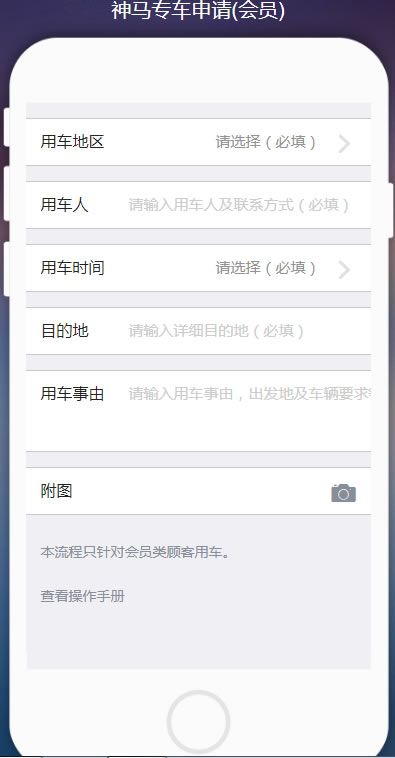 神马专车申请(会员)
用车地区 请选择（必填）
用车人 请输入用车人及联系方式（必填）
用车时间 请选择（必填）
目的地 请输入详细目的地（必填）
用车事由 请输入用车事由，出发地及车辆要求
附图
本流程只针对会员类顾客用车。
查看操作手册